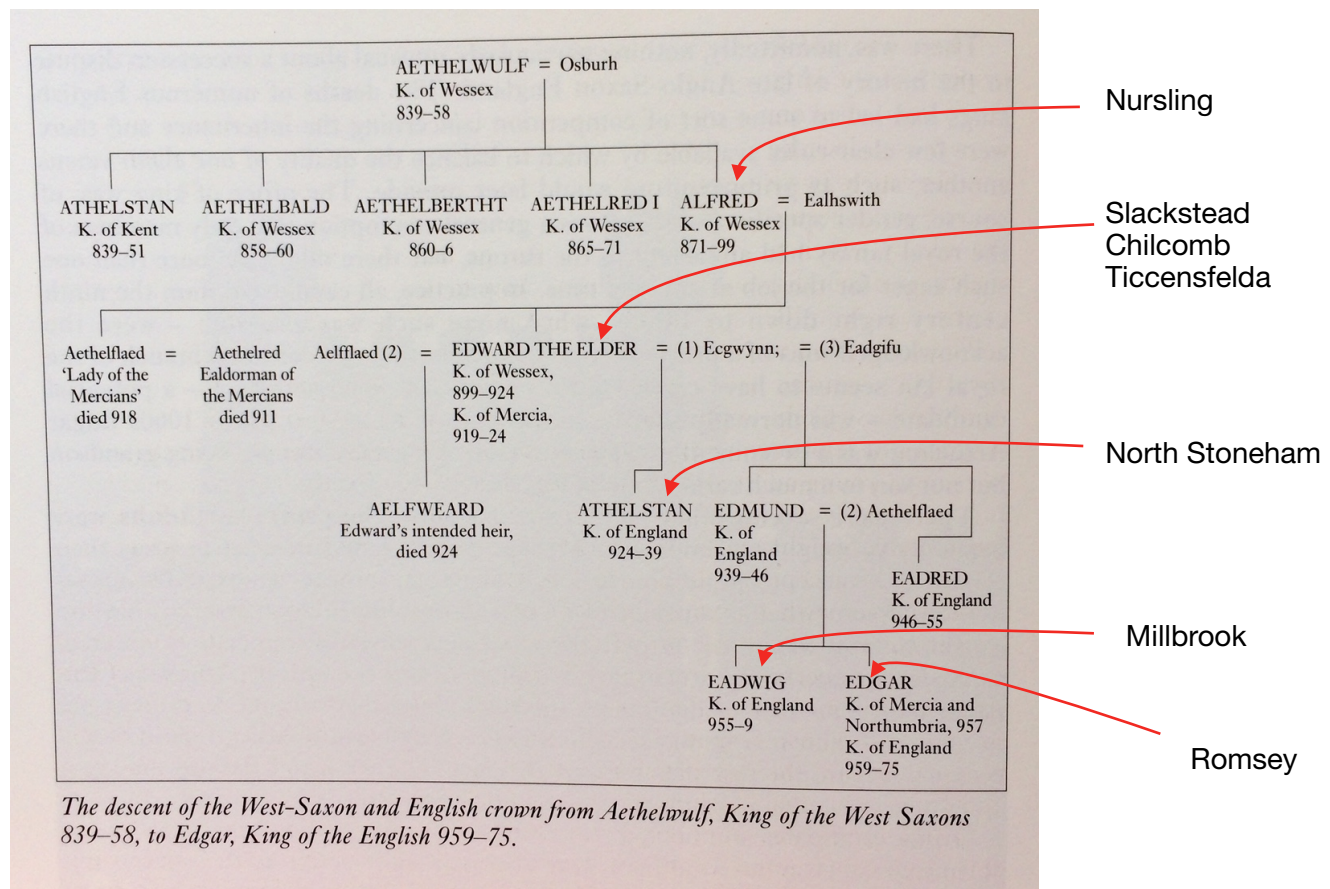 AETHELWULF = Osburh
K. of Wessex
839–58
Nursling
ATHELSTAN
K. of Kent
839–51
AETHELBALD
K. of Wessex
858–60
AETHELBERTHT
K. of Wessex
860–6
AETHELRED I
K. of Wessex
865–71
ALFRED = Ealhswith
K. of Wessex
871–99
Slackstead
Chilcomb
Ticcensfelda
Aethelflaed =
'Lady of the
Mercians'
died 918
Aethelred
Ealdorman of
the Mercians
died 911
Aelfflaed (2) = EDWARD THE ELDER = (1) Ecgwynn; = (3) Eadgifu
K. of Wessex,
899–924
K. of Mercia,
919–24
North Stoneham
AELFWEARD
Edward's intended heir,
died 924
ATHELSTAN
K. of England
924–39
EDMUND = (2) Aethelflaed
K. of
England
939–46
EADRED
K. of England
946–55
Millbrook
EADWIG
K. of England
955–9
EDGAR
K. of Mercia and
Northumbria, 957
K. of England
959–75
Romsey
The descent of the West-Saxon and English crown from Aethelwulf, King of the West Saxons
839–58, to Edgar, King of the English 959–75.